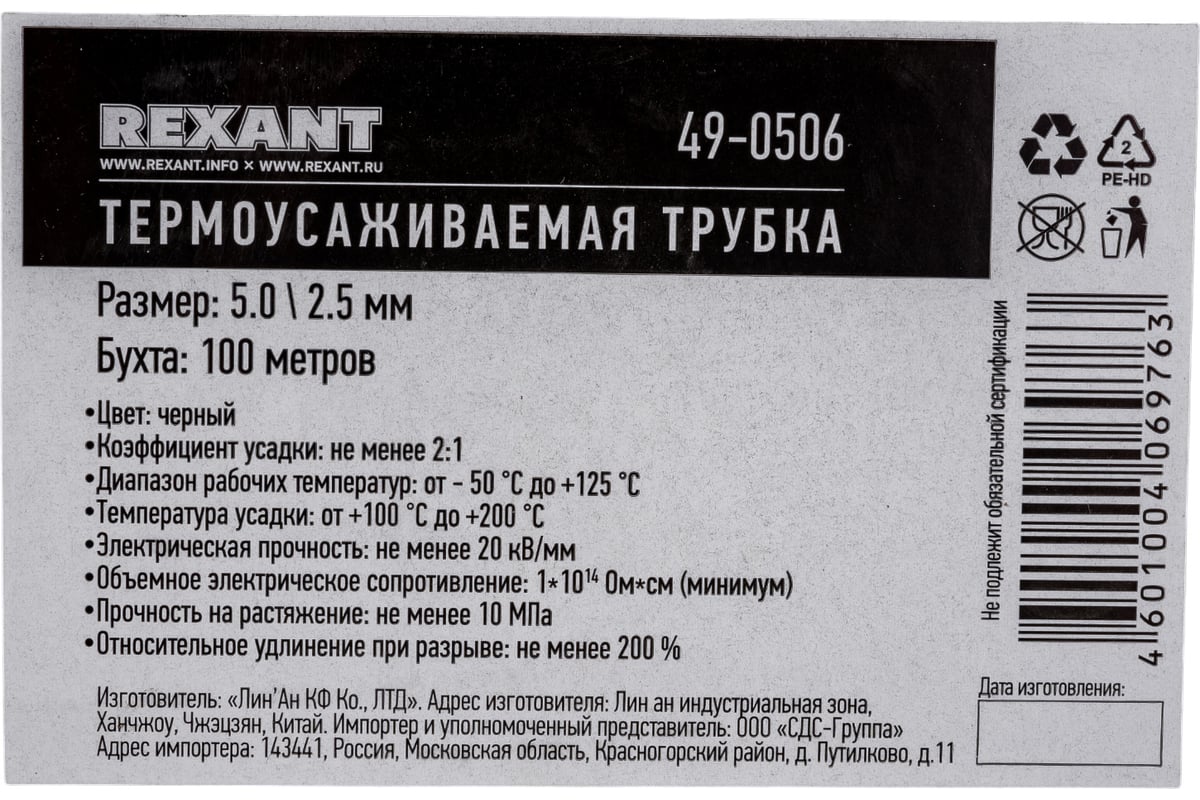 REXANT
WWW.REXANT.INFO × WWW.REXANT.RU
49-0506
ТЕРМОУСАЖИВАЕМАЯ ТРУБКА
2
PE-HD
Размер: 5.0 \ 2.5 мм
Бухта: 100 метров
•Цвет: черный
•Коэффициент усадки: не менее 2:1
•Диапазон рабочих температур: от - 50 °C до +125 °C
•Температура усадки: от +100 °C до +200 °C
•Электрическая прочность: не менее 20 кВ/мм
•Объемное электрическое сопротивление: 1*10¹⁴ Ом*см (минимум)
•Прочность на растяжение: не менее 10 МПа
•Относительное удлинение при разрыве: не менее 200 %
Изготовитель: «Лин'Ан КФ Ко., ЛТД». Адрес изготовителя: Лин ан индустриальная зона,
Ханчжоу, Чжэцзян, Китай. Импортер и уполномоченный представитель: ООО «СДС-Группа»
Адрес импортера: 143441, Россия, Московская область, Красногорский район, д. Путилково, д.11
Не подлежит обязательной сертификации
4 601004 069763
Дата изготовления: